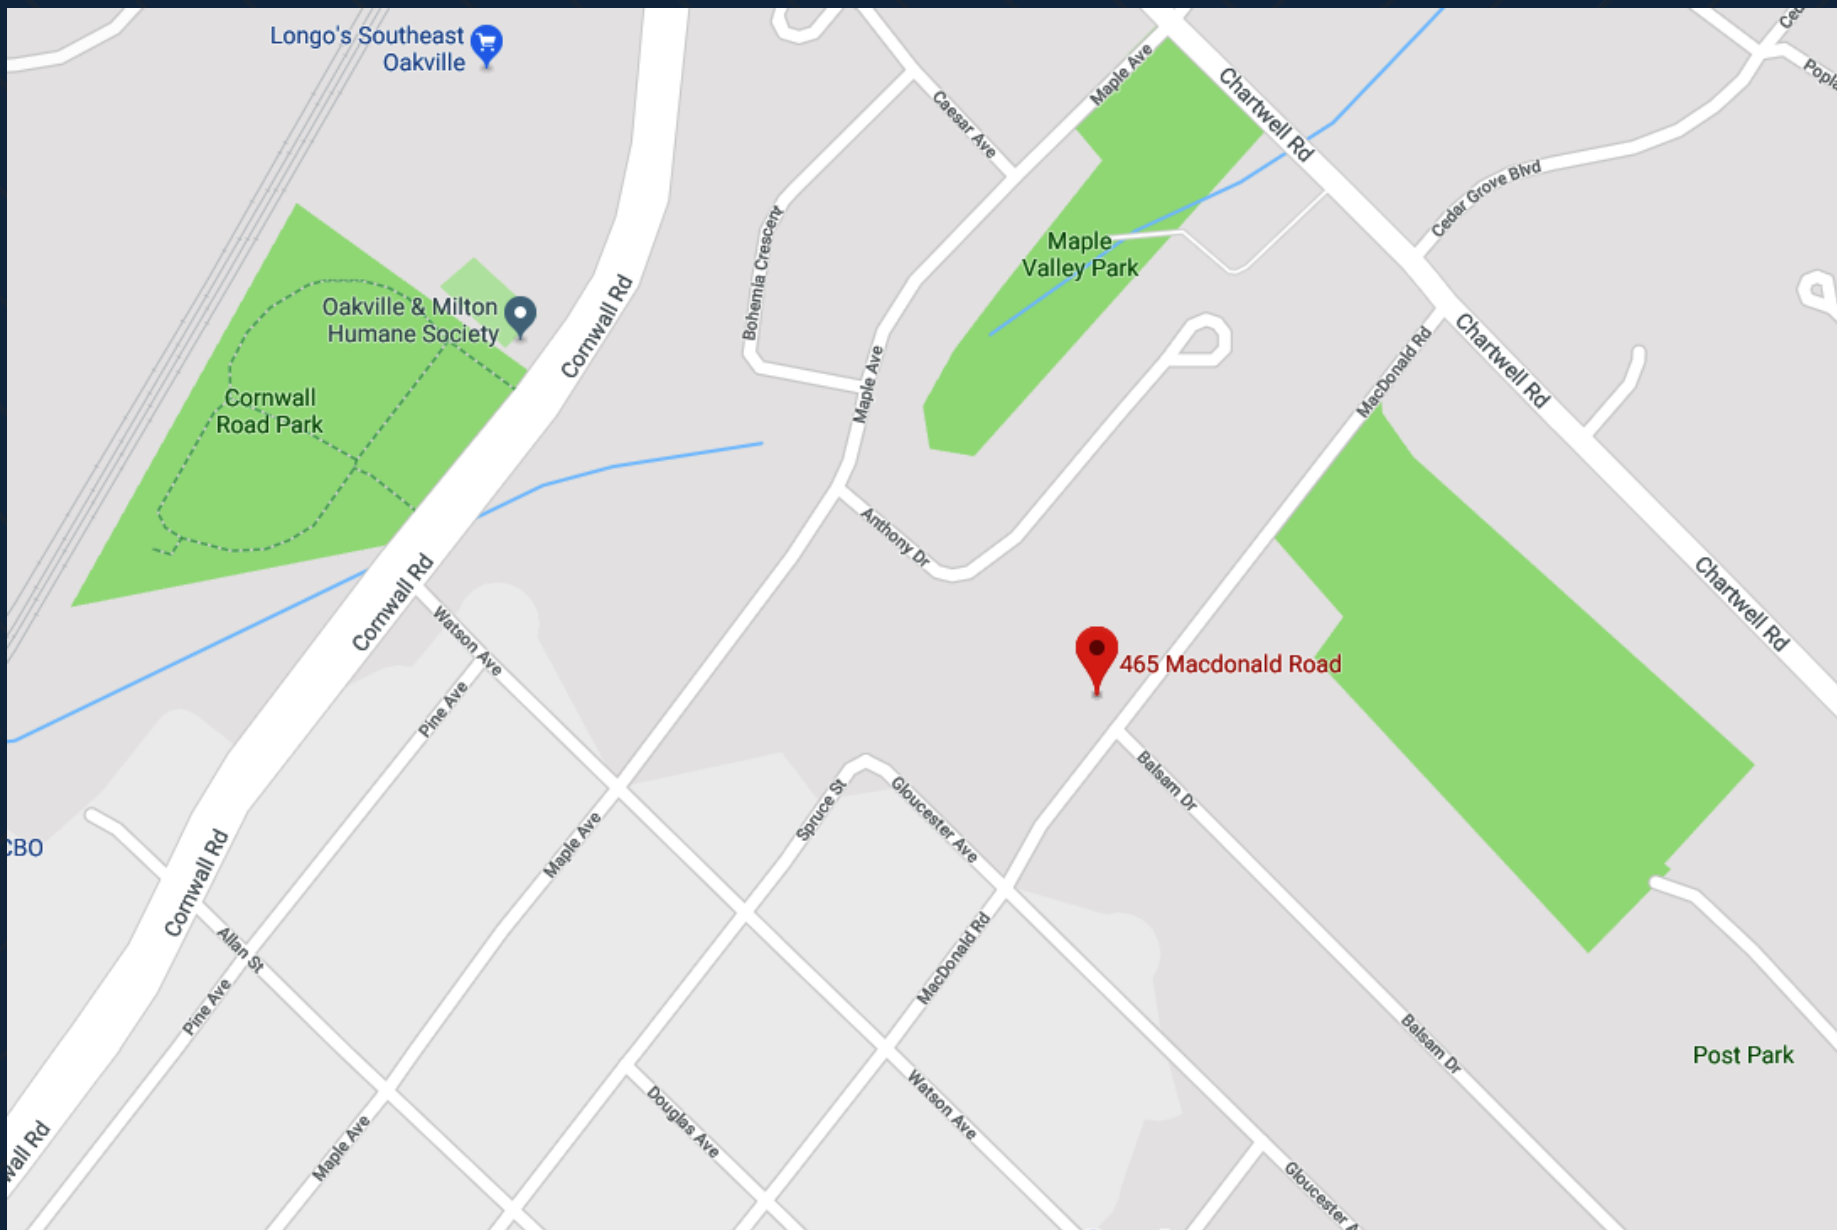 Longo's Southeast
Oakville
Maple Ave
Chartwell Rd
Caesar Ave
Cedar Grove Blvd
Bohemia Crescent
Maple
Valley Park
Oakville & Milton
Humane Society
Cornwall Rd
Cornwall
Road Park
Maple Ave
MacDonald Rd
Chartwell Rd
Anthony Dr
Cornwall Rd
Watson Ave
Chartwell Rd
465 Macdonald Road
Pine Ave
Balsam Dr
Spruce St
Gloucester Ave
Maple Ave
CBO
Cornwall Rd
Allan St
MacDonald Rd
Pine Ave
Balsam Dr
Post Park
Watson Ave
Douglas Ave
Maple Ave
wall Rd
Gloucester A